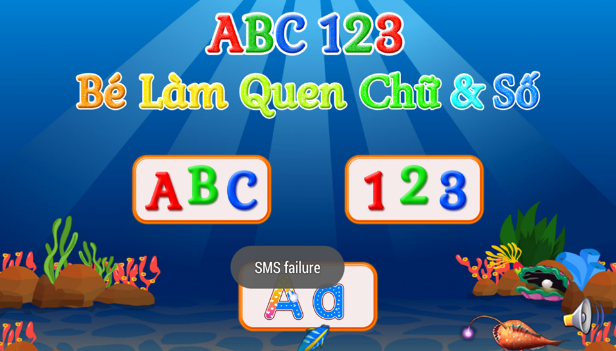 ABC 123
Bé Làm Quen Chữ & Số
ABC
123
SMS failure
Aa